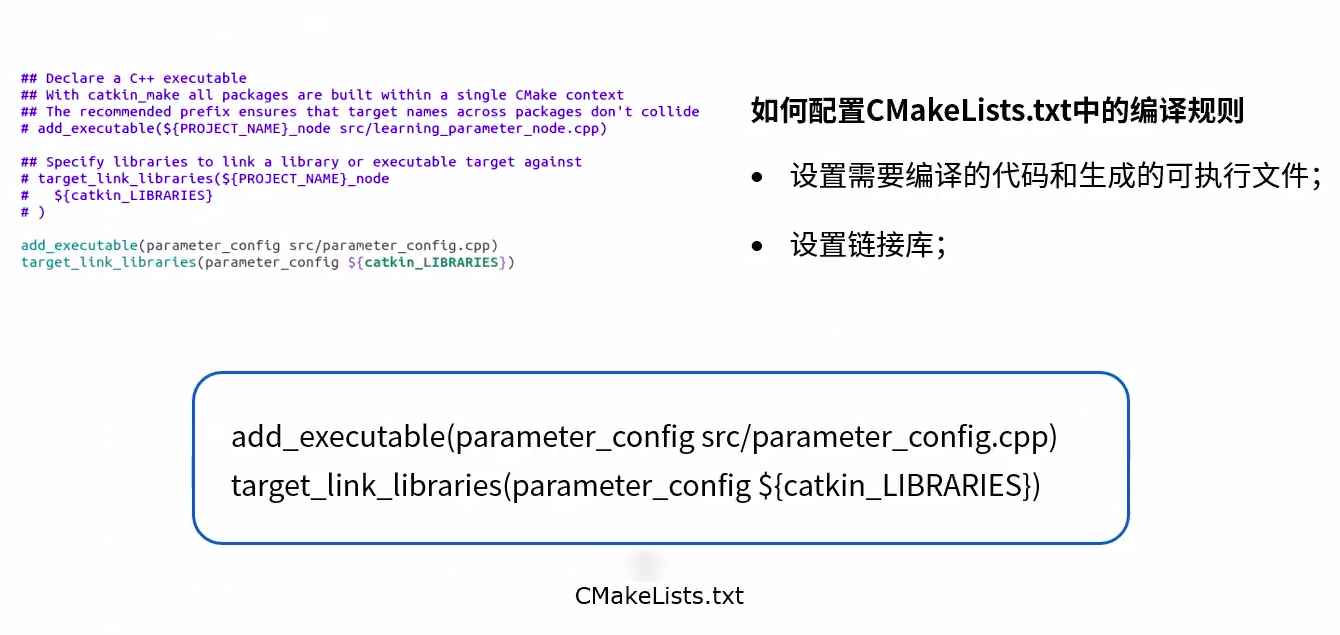 ## Declare a C++ executable
## With catkin_make all packages are built within a single CMake context
## The recommended prefix ensures that target names across packages don't collide
# add_executable(${PROJECT_NAME}_node src/learning_parameter_node.cpp)
## Specify libraries to link a library or executable target against
# target_link_libraries(${PROJECT_NAME}_node
#   ${catkin_LIBRARIES}
# )
add_executable(parameter_config src/parameter_config.cpp)
target_link_libraries(parameter_config ${catkin_LIBRARIES})
如何配置CMakeLists.txt中的编译规则
• 设置需要编译的代码和生成的可执行文件；
• 设置链接库；
add_executable(parameter_config src/parameter_config.cpp)
target_link_libraries(parameter_config ${catkin_LIBRARIES})
CMakeLists.txt